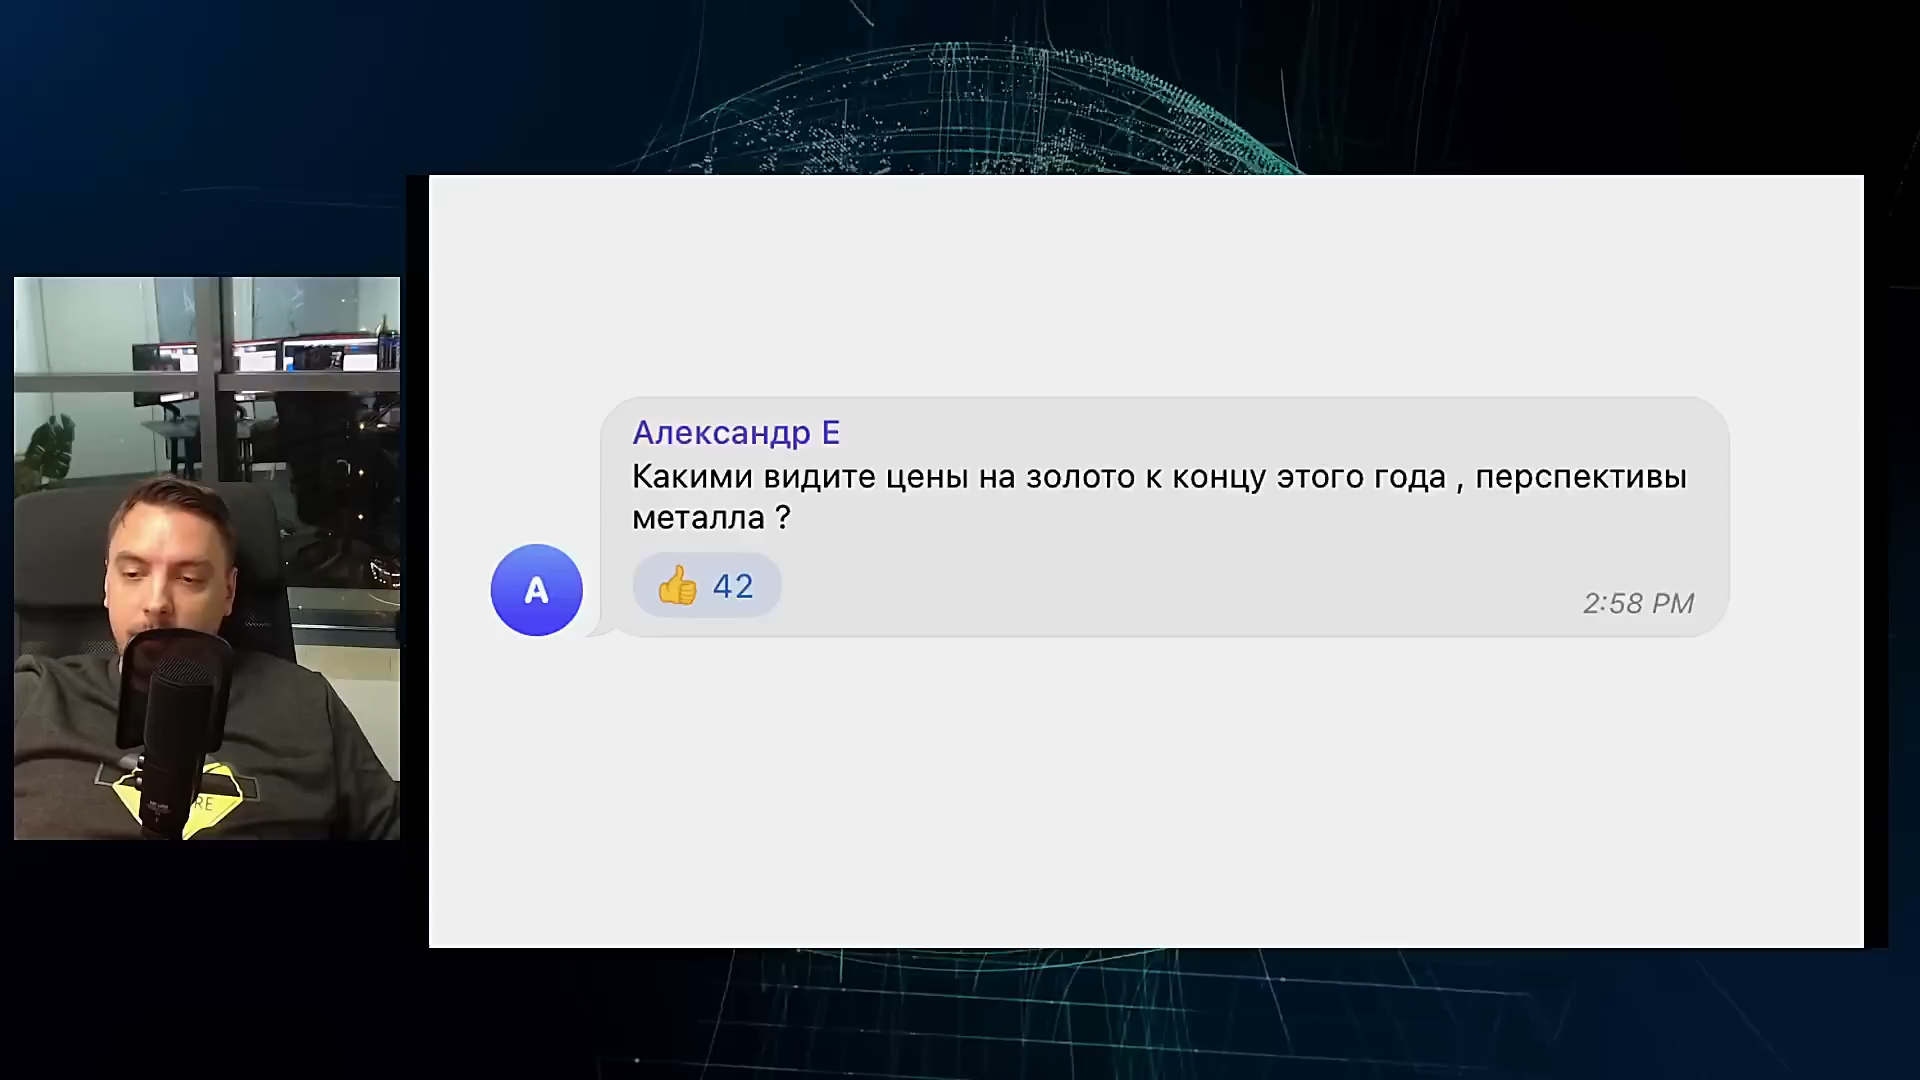 Александр Е
Какими видите цены на золото к концу этого года , перспективы
металла ?
А
👍 42
2:58 PM